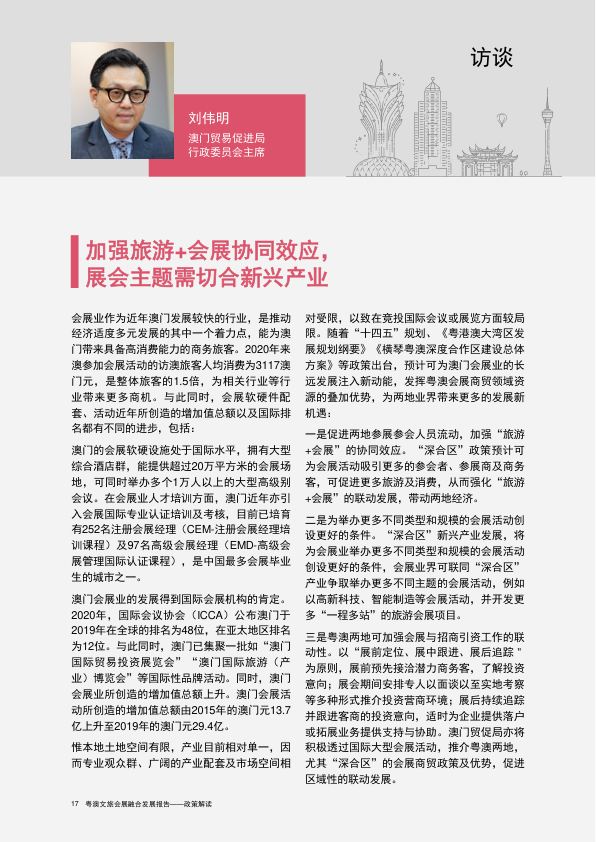 访谈
刘伟明
澳门贸易促进局
行政委员会主席
加强旅游+会展协同效应，
展会主题需切合新兴产业
会展业作为近年澳门发展较快的行业，是推动
经济适度多元发展的其中一个着力点，能为澳
门带来具备高消费能力的商务旅客。2020年来
澳参加会展活动的访澳旅客人均消费为3117澳
门元，是整体旅客的1.5倍，为相关行业等行
业带来更多商机。与此同时，会展软硬件配
套、活动近年所创造的增加值总额以及国际排
名都有不同的进步，包括：
澳门的会展软硬设施处于国际水平，拥有大型
综合酒店群，能提供超过20万平方米的会展场
地，可同时举办多个1万人以上的大型高级别
会议。在会展业人才培训方面，澳门近年亦引
入会展国际专业认证培训及考核，目前已培育
有252名注册会展经理（CEM-注册会展经理培
训课程）及97名高级会展经理（EMD-高级会
展管理国际认证课程），是中国最多会展毕业
生的城市之一。
澳门会展业的发展得到国际会展机构的肯定。
2020年，国际会议协会（ICCA）公布澳门于
2019年在全球的排名为48位，在亚太地区排名
为12位。与此同时，澳门已集聚一批如“澳门
国际贸易投资展览会”“澳门国际旅游（产
业）博览会”等国际性品牌活动。同时，澳门
会展业所创造的增加值总额上升。澳门会展活
动所创造的增加值总额由2015年的澳门元13.7
亿上升至2019年的澳门元29.4亿。
惟本地土地空间有限，产业目前相对单一，因
而专业观众群、广阔的产业配套及市场空间相
对受限，以致在竞投国际会议或展览方面较局
限。随着“十四五”规划、《粤港澳大湾区发
展规划纲要》《横琴粤澳深度合作区建设总体
方案》等政策出台，预计可为澳门会展业的长
远发展注入新动能，发挥粤澳会展商贸领域资
源的叠加优势，为两地业界带来更多的发展新
机遇：
一是促进两地参展参会人员流动，加强“旅游
+会展”的协同效应。“深合区”政策预计可
为会展活动吸引更多的参会者、参展商及商务
客，可促进更多旅游及消费，从而强化“旅游
+会展”的联动发展，带动两地经济。
二是为举办更多不同类型和规模的会展活动创
设更好的条件。“深合区”新兴产业发展，将
为会展业举办更多不同类型和规模的会展活动
创设更好的条件，会展业界可联同“深合区”
产业争取举办更多不同主题的会展活动，例如
以高新科技、智能制造等会展活动，并开发更
多“一程多站”的旅游会展项目。
三是粤澳两地可加强会展与招商引资工作的联
动性。以“展前定位、展中跟进、展后追踪＂
为原则，展前预先接洽潜力商务客，了解投资
意向；展会期间安排专人以面谈以至实地考察
等多种形式推介投资营商环境；展后持续追踪
并跟进客商的投资意向，适时为企业提供落户
或拓展业务提供支持与协助。澳门贸促局亦将
积极透过国际大型会展活动，推介粤澳两地，
尤其“深合区”的会展商贸政策及优势，促进
区域性的联动发展。
17 粤澳文旅会展融合发展报告——政策解读